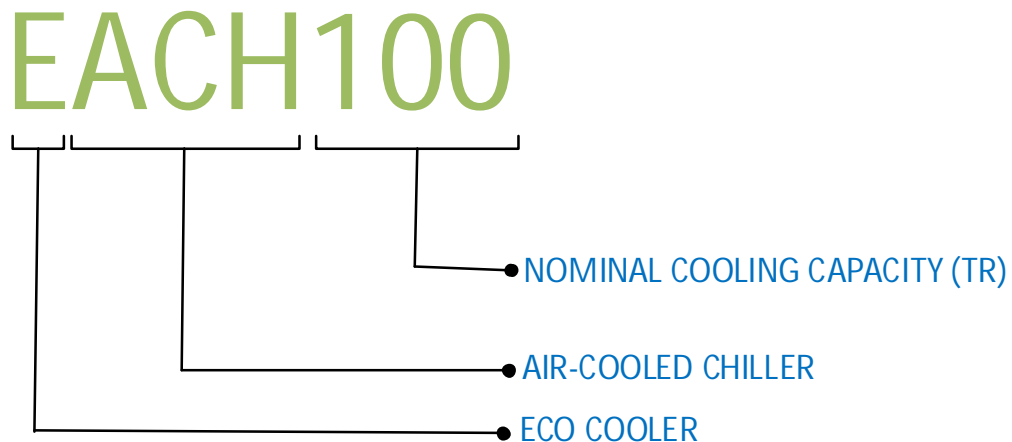 EACH100
NOMINAL COOLING CAPACITY (TR)
AIR-COOLED CHILLER
ECO COOLER